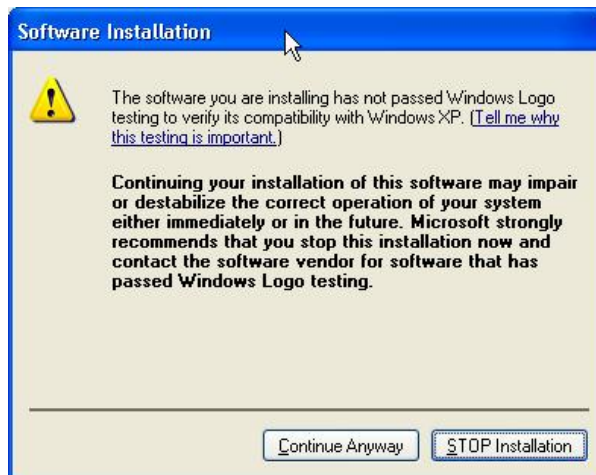 Software Installation
The software you are installing has not passed Windows Logo
testing to verify its compatibility with Windows XP. (Tell me why
this testing is important.)
Continuing your installation of this software may impair
or destabilize the correct operation of your system
either immediately or in the future. Microsoft strongly
recommends that you stop this installation now and
contact the software vendor for software that has
passed Windows Logo testing.
Continue Anyway STOP Installation